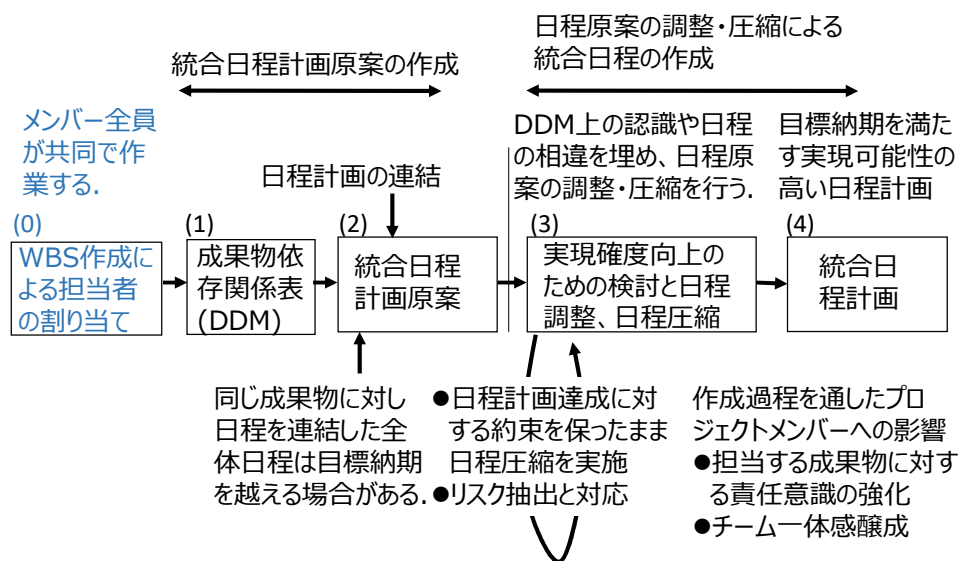 日程原案の調整・圧縮による
統合日程の作成
統合日程計画原案の作成
メンバー全員
が共同で作
業する.
DDM上の認識や日程
の相違を埋め、日程原
案の調整・圧縮を行う.
目標納期を満た
す実現可能性の
高い日程計画
日程計画の連結
(0)
WBS作成に
よる担当者
の割り当て
(1)
成果物依
存関係表
(DDM)
(2)
統合日程
計画原案
(3)
実現確度向上の
ための検討と日程
調整、日程圧縮
(4)
統合日
程計画
同じ成果物に対し
日程を連結した全
体日程は目標納期
を越える場合がある.
●日程計画達成に対
する約束を保ったまま
日程圧縮を実施
●リスク抽出と対応
作成過程を通したプロ
ジェクトメンバーへの影響
●担当する成果物に対す
る責任意識の強化
●チーム一体感醸成